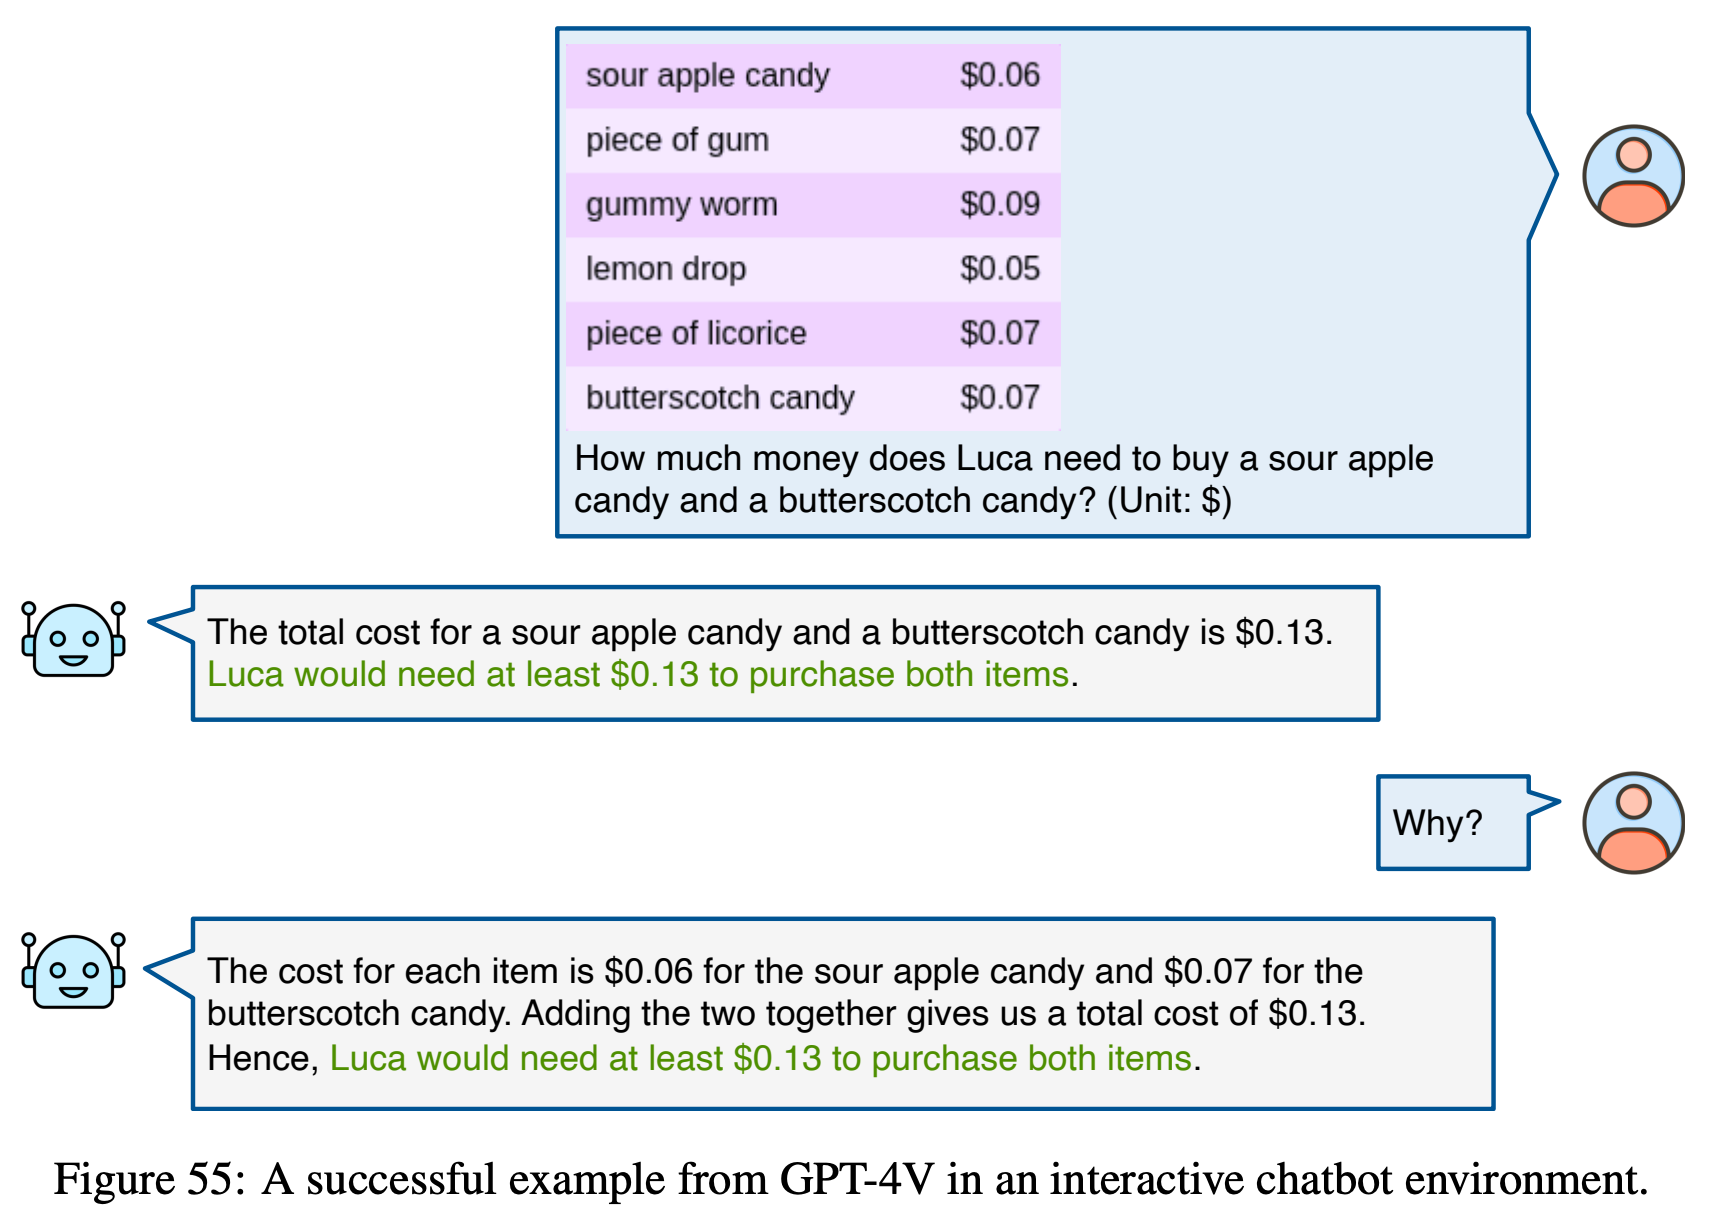 sour apple candy $0.06
piece of gum $0.07
gummy worm $0.09
lemon drop $0.05
piece of licorice $0.07
butterscotch candy $0.07
How much money does Luca need to buy a sour apple
candy and a butterscotch candy? (Unit: $)
The total cost for a sour apple candy and a butterscotch candy is $0.13.
Luca would need at least $0.13 to purchase both items.
Why?
The cost for each item is $0.06 for the sour apple candy and $0.07 for the
butterscotch candy. Adding the two together gives us a total cost of $0.13.
Hence, Luca would need at least $0.13 to purchase both items.
Figure 55: A successful example from GPT-4V in an interactive chatbot environment.